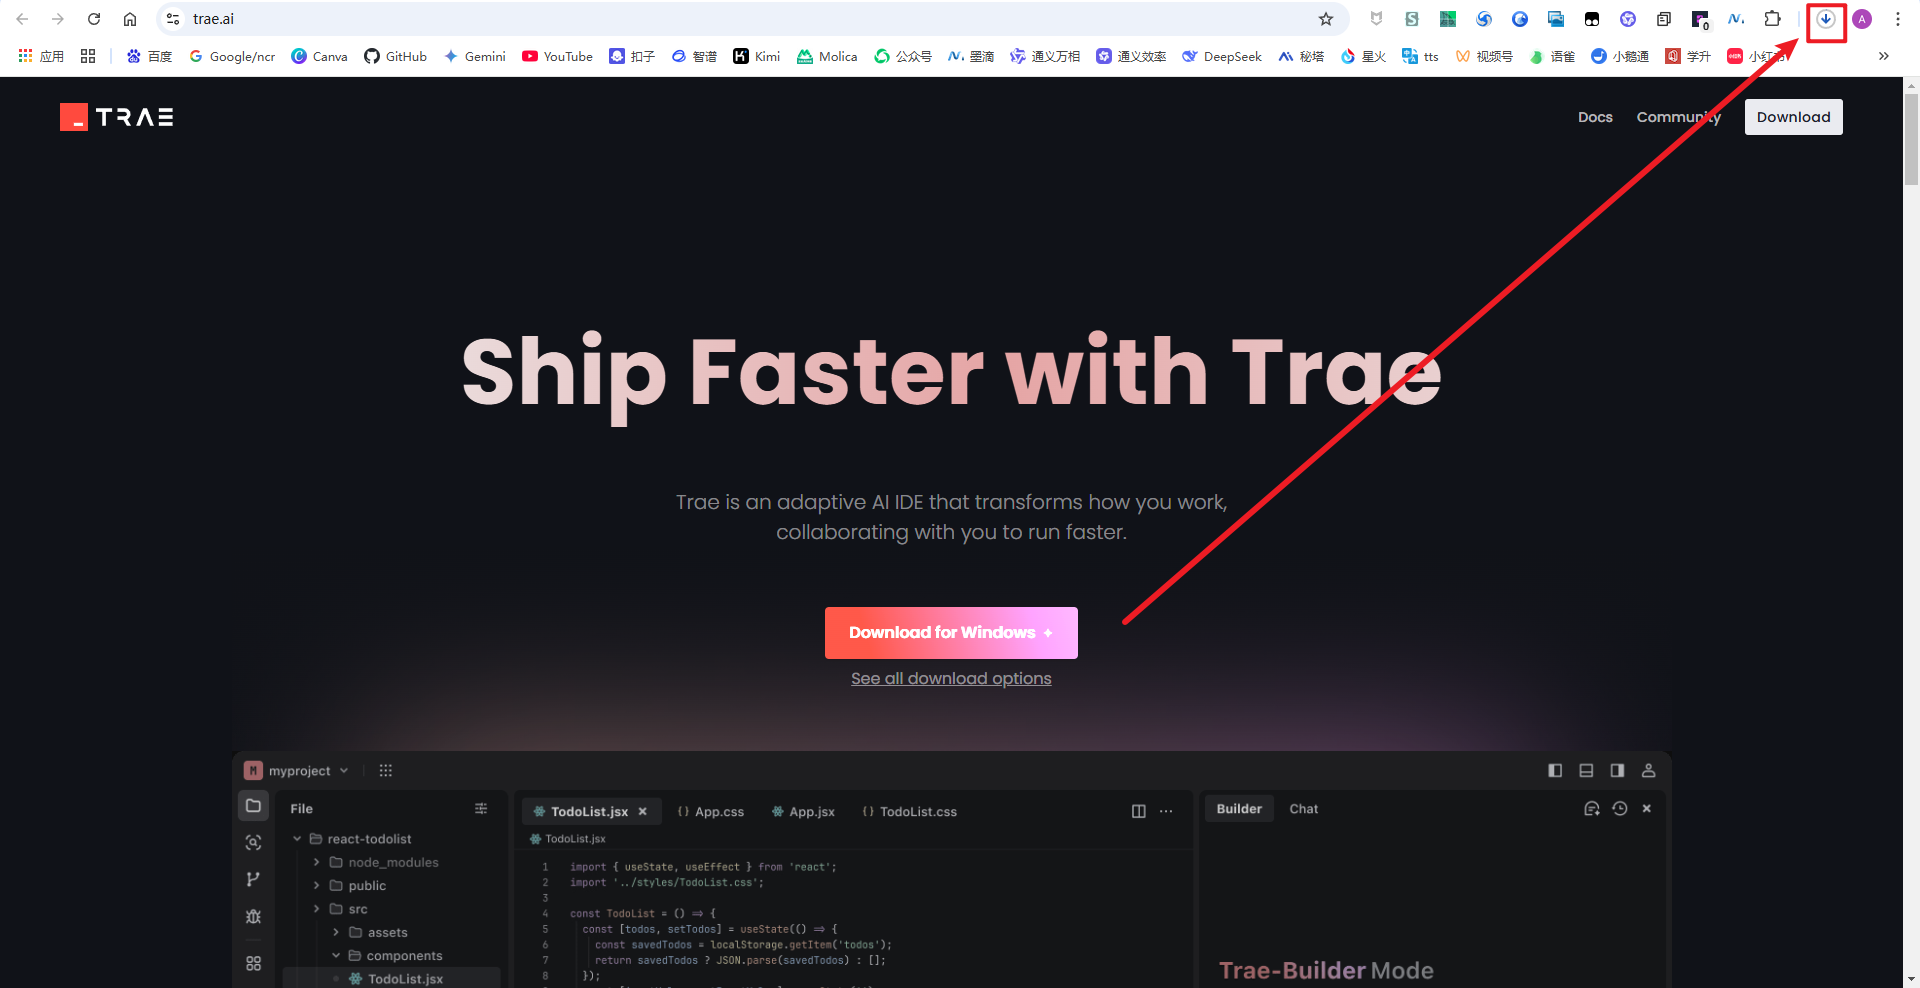 trae.ai
0
A
应用
百度
Google/ncr
Canva
GitHub
Gemini
YouTube
扣子
智谱
Kimi
Molica
公众号
墨滴
通义万相
通义效率
DeepSeek
秘塔
星火
tts
视频号
语雀
小鹅通
学升
小红书
TRAE
Docs
Community
Download
Ship Faster with Trae
Trae is an adaptive AI IDE that transforms how you work,
collaborating with you to run faster.
Download for Windows
See all download options
M
myproject
File
react-todolist
node_modules
public
src
assets
components
TodoList.jsx
TodoList.jsx
App.css
App.jsx
TodoList.css
TodoList.jsx
1 import { useState, useEffect } from 'react';
2 import '../styles/TodoList.css';
3
4 const TodoList = () => {
5 const [todos, setTodos] = useState(() => {
6 const savedTodos = localStorage.getItem('todos');
7 return savedTodos ? JSON.parse(savedTodos) : [];
8 });
Builder
Chat
Trae-Builder Mode